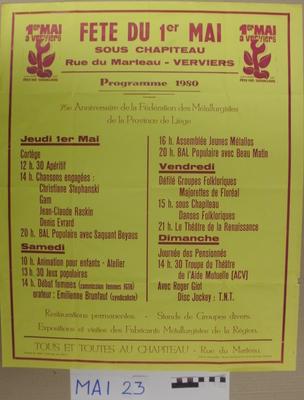 1er MAI
à VERVIERS
1er MAI
à VERVIERS
FETE DU 1er MAI
SOUS CHAPITEAU
Rue du Marteau - VERVIERS
Programme 1980
75e Anniversaire de la Fédération des Métallurgistes
de la Province de Liège
Jeudi 1er Mai
Cortège
12 h. 30 Apéritif
14 h. Chansons engagées :
Christiane Stephanski
Gam
Jean-Claude Raskin
Denis Evrard
20 h. BAL Populaire avec Saquant Boyass
Samedi
10 h. Animation pour enfants - Atelier
13 h. 30 Jeux populaires
14 h. Débat femmes (commission femmes FGTB)
orateur : Emilienne Brunfaut (syndicaliste)
16 h. Assemblée Jeunes Métallos
20 h. BAL Populaire avec Beau Matin
Vendredi
Défilé Groupes Folkloriques
Majorettes de Floréal
15 h. sous Chapiteau
Danses Folkloriques
21 h. Le Théâtre de la Renaissance
Dimanche
Journée des Pensionnés
14 h. 30 Troupe du Théâtre
de l'Aide Mutuelle [ACV]
Avec Roger Giot
Disc Jockey : T.N.T.
Restaurations permanentes. - Stands de Groupes divers.
Expositions et visites des Fabricants Métallurgistes de la Région.
TOUS ET TOUTES AU CHAPITEAU - Rue du Marteau.
MAI 23